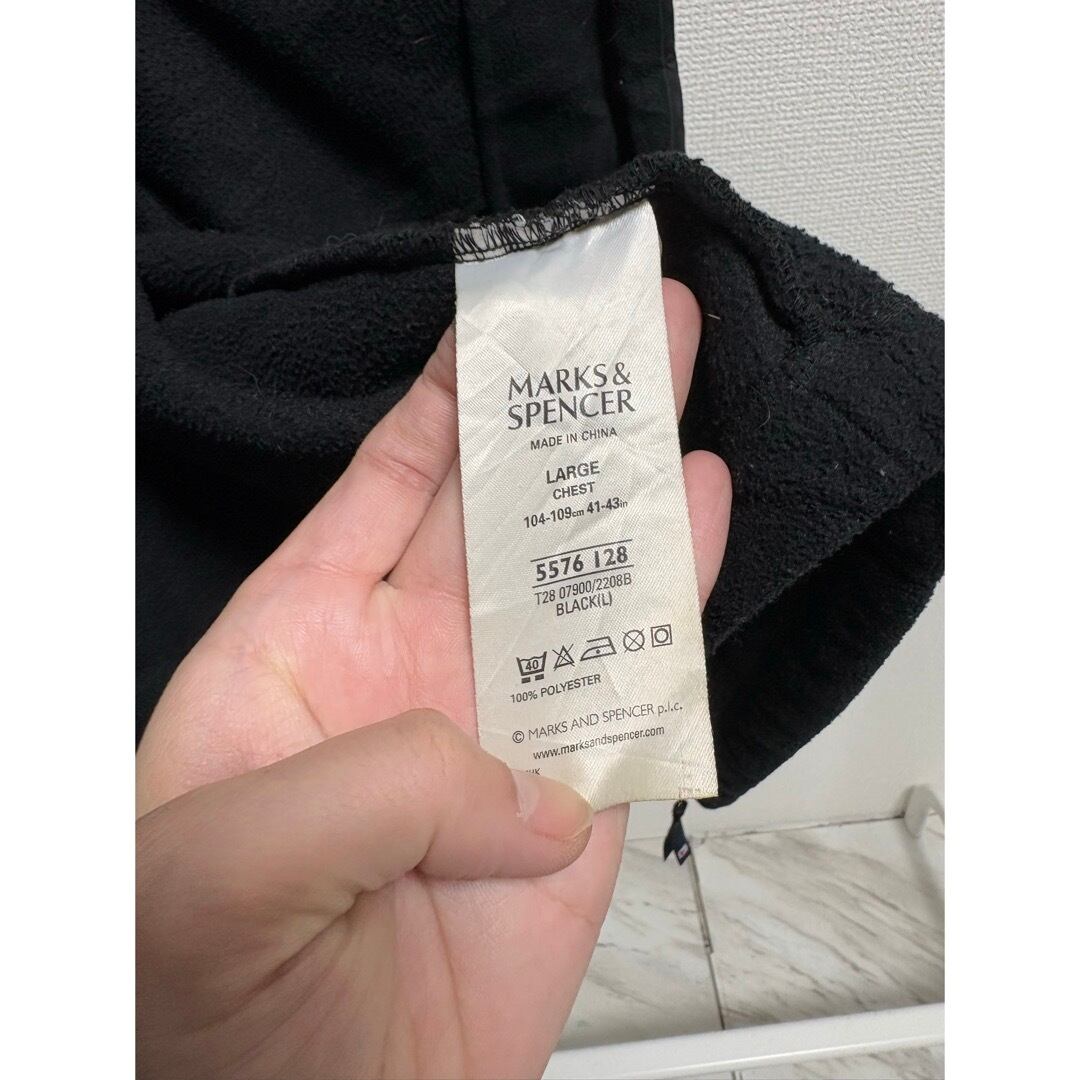 MARKS &
SPENCER
MADE IN CHINA
LARGE
CHEST
104-109cm 41-43in
5576 128
T28 07900/2208B
BLACK(L)
40
100% POLYESTER
© MARKS AND SPENCER p.l.c.
www.marksandspencer.com